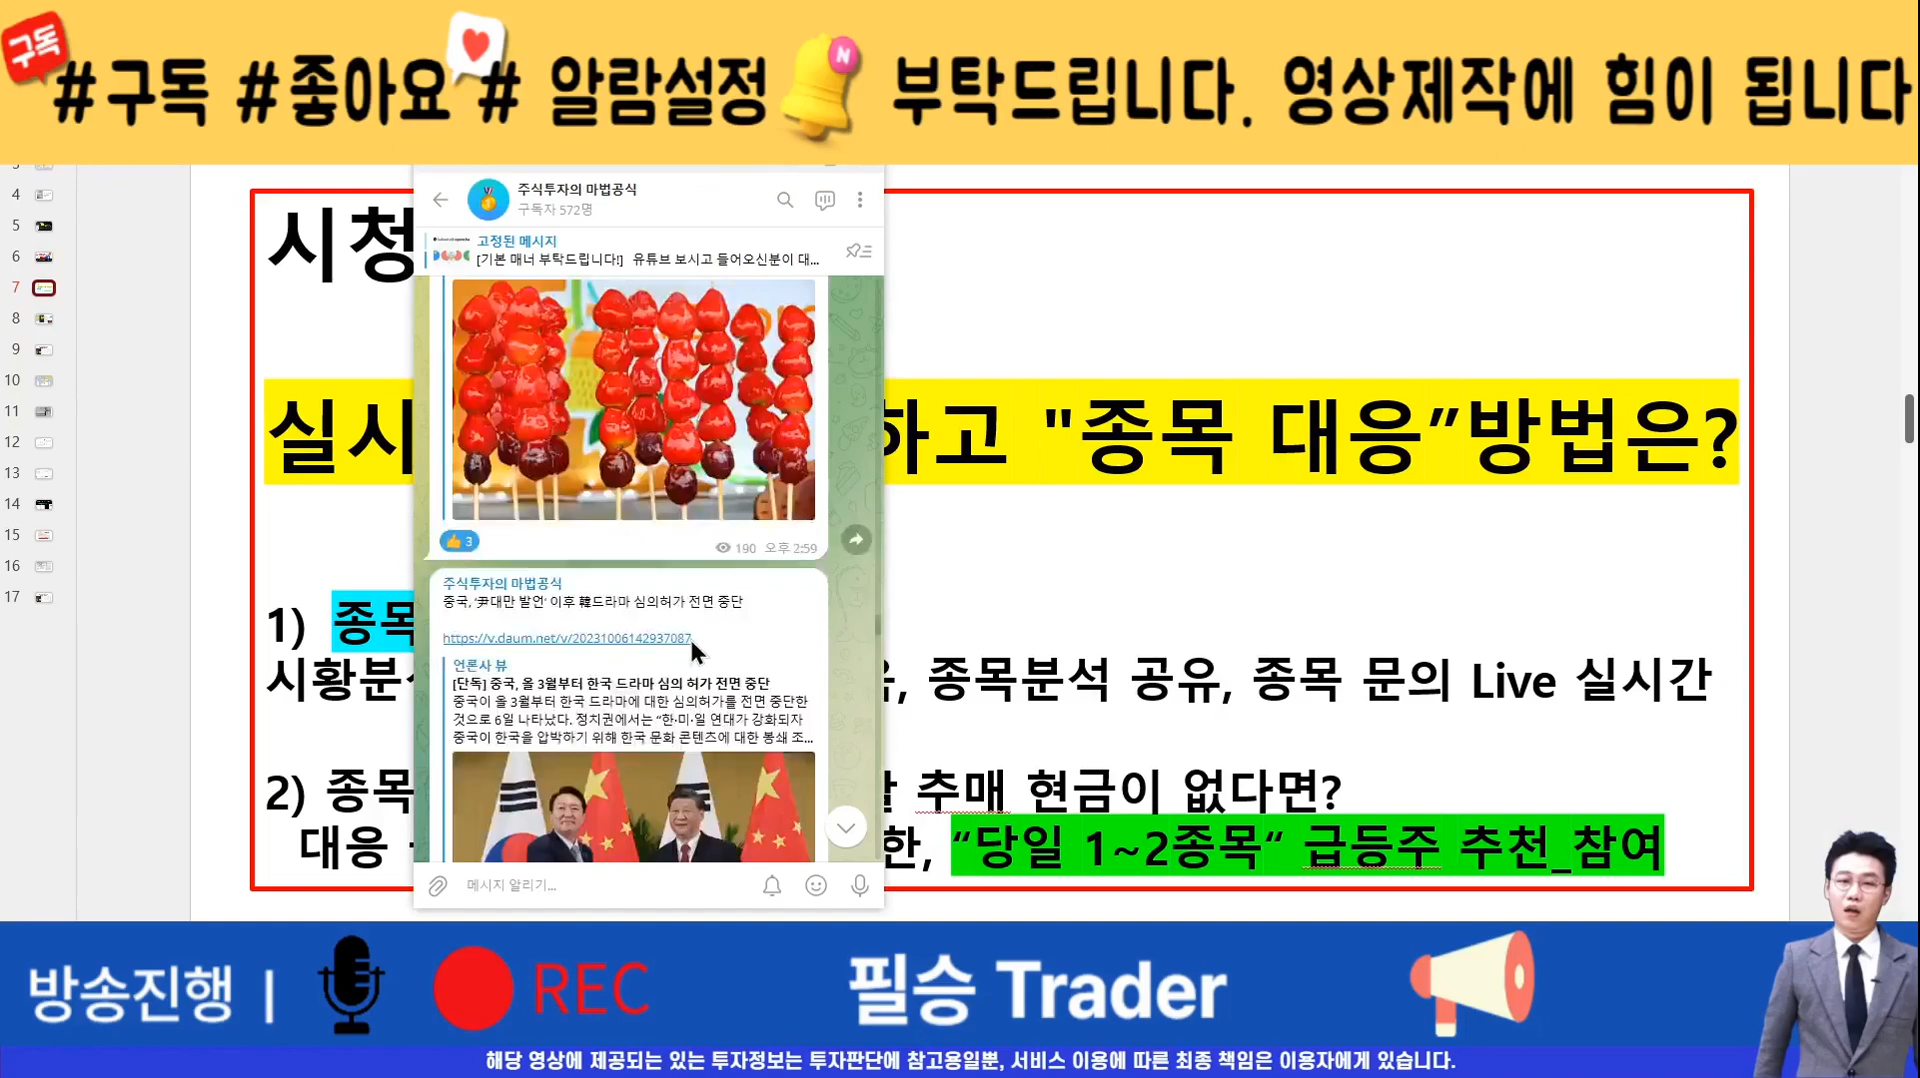 구독
#구독 #좋아요 # 알람설정 N 부탁드립니다. 영상제작에 힘이 됩니다
4
5
6
7
8
9
10
11
12
13
14
15
16
17
시청
실시
하고 "종목 대응”방법은?
1) 종목
시황분
, 종목분석 공유, 종목 문의 Live 실시간
2) 종목
추매 현금이 없다면?
대응
한, “당일 1~2종목“ 급등주 추천_참여
주식투자의 마법공식
구독자 572명
고정된 메시지
[기본 매너 부탁드립니다!] 유튜브 보시고 들어오신분이 대...
3
190 오후 2:59
주식투자의 마법공식
중국, ‘尹대만 발언’ 이후 韓드라마 심의허가 전면 중단
https://v.daum.net/v/20231006142937087
언론사 뷰
[단독] 중국, 올 3월부터 한국 드라마 심의 허가 전면 중단
중국이 올 3월부터 한국 드라마에 대한 심의허가를 전면 중단한
것으로 6일 나타났다. 정치권에서는 “한·미·일 연대가 강화되자
중국이 한국을 압박하기 위해 한국 문화 콘텐츠에 대한 봉쇄 조...
메시지 알리기...
방송진행 | REC 필승 Trader
해당 영상에 제공되는 있는 투자정보는 투자판단에 참고용일뿐, 서비스 이용에 따른 최종 책임은 이용자에게 있습니다.